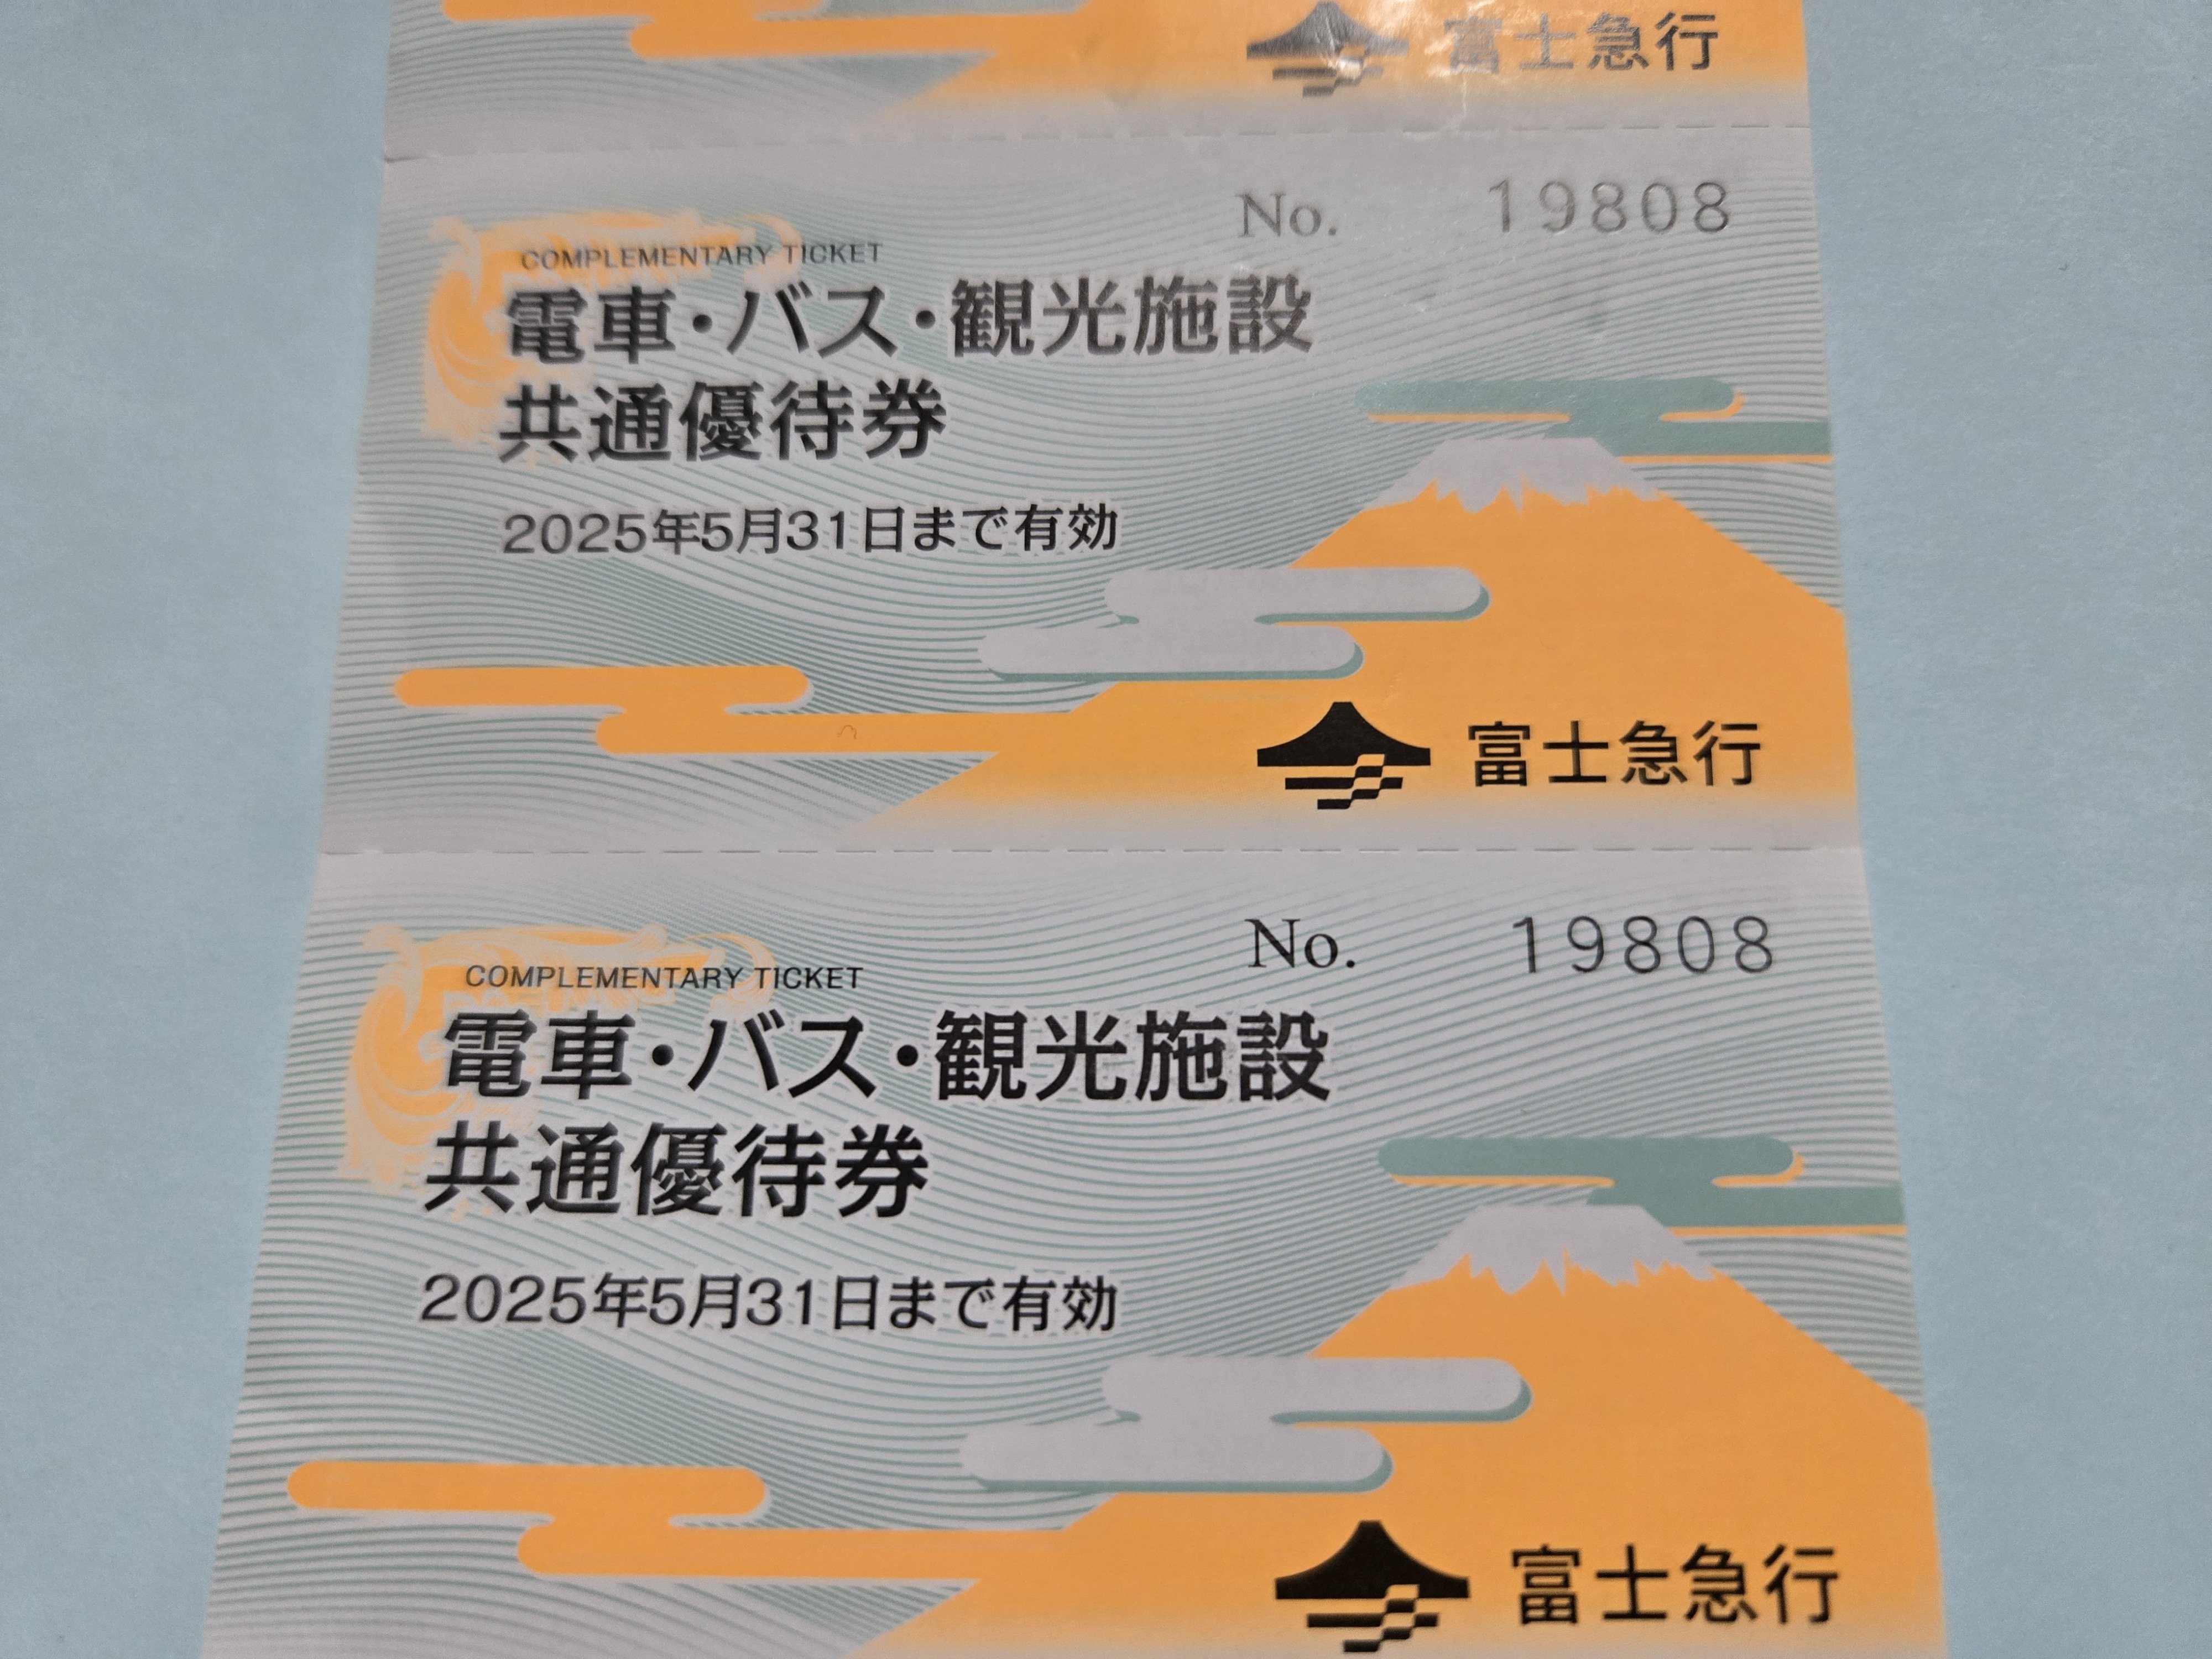 富士急行
No. 19808
COMPLEMENTARY TICKET
電車・バス・観光施設
共通優待券
2025年5月31日まで有効
富士急行
No. 19808
COMPLEMENTARY TICKET
電車・バス・観光施設
共通優待券
2025年5月31日まで有効
富士急行